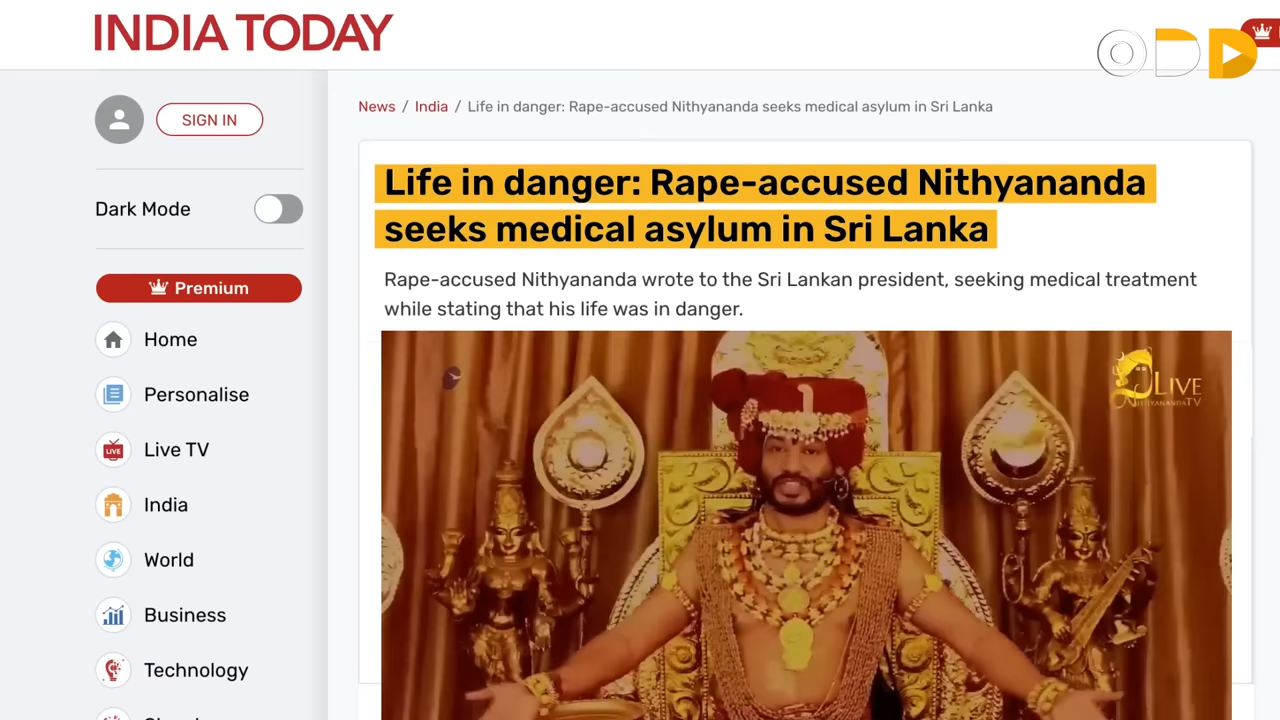 INDIA TODAY
ODD
SIGN IN
Dark Mode
Premium
Home
Personalise
LIVE
Live TV
India
World
Business
Technology
News / India / Life in danger: Rape-accused Nithyananda seeks medical asylum in Sri Lanka
Life in danger: Rape-accused Nithyananda
seeks medical asylum in Sri Lanka
Rape-accused Nithyananda wrote to the Sri Lankan president, seeking medical treatment
while stating that his life was in danger.
LIVE
NITHYANANDATV